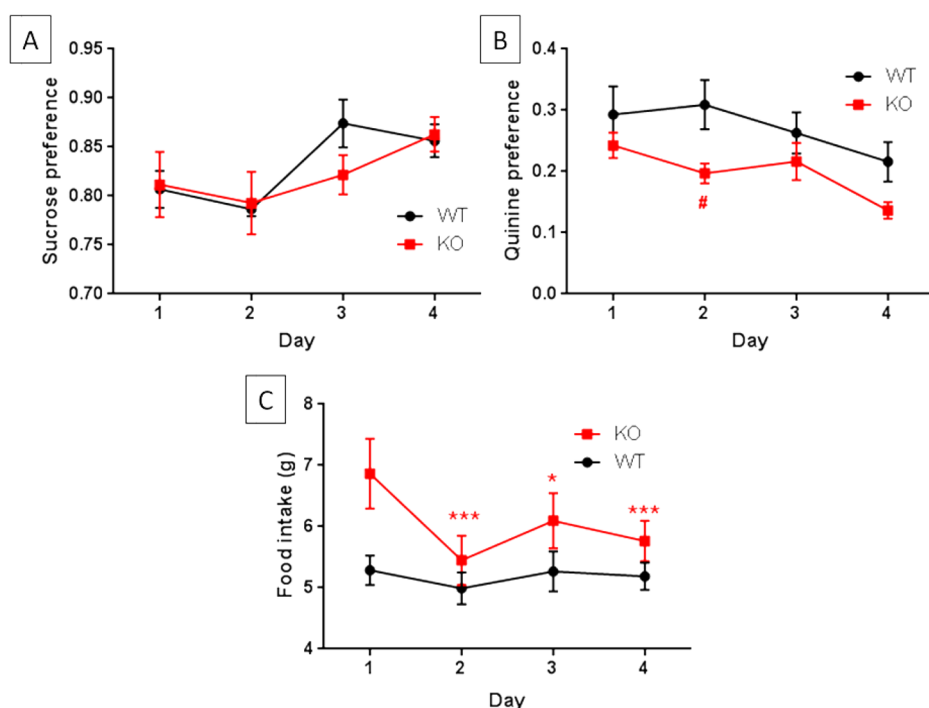 A
Sucrose preference
0.95
0.90
0.85
0.80
0.75
0.70
WT
KO
1 2 3 4
Day
B
Quinine preference
0.4
0.3
0.2
0.1
0.0
WT
KO
#
1 2 3 4
Day
C
Food intake (g)
8
7
6
5
4
KO
WT
*** * ***
1 2 3 4
Day